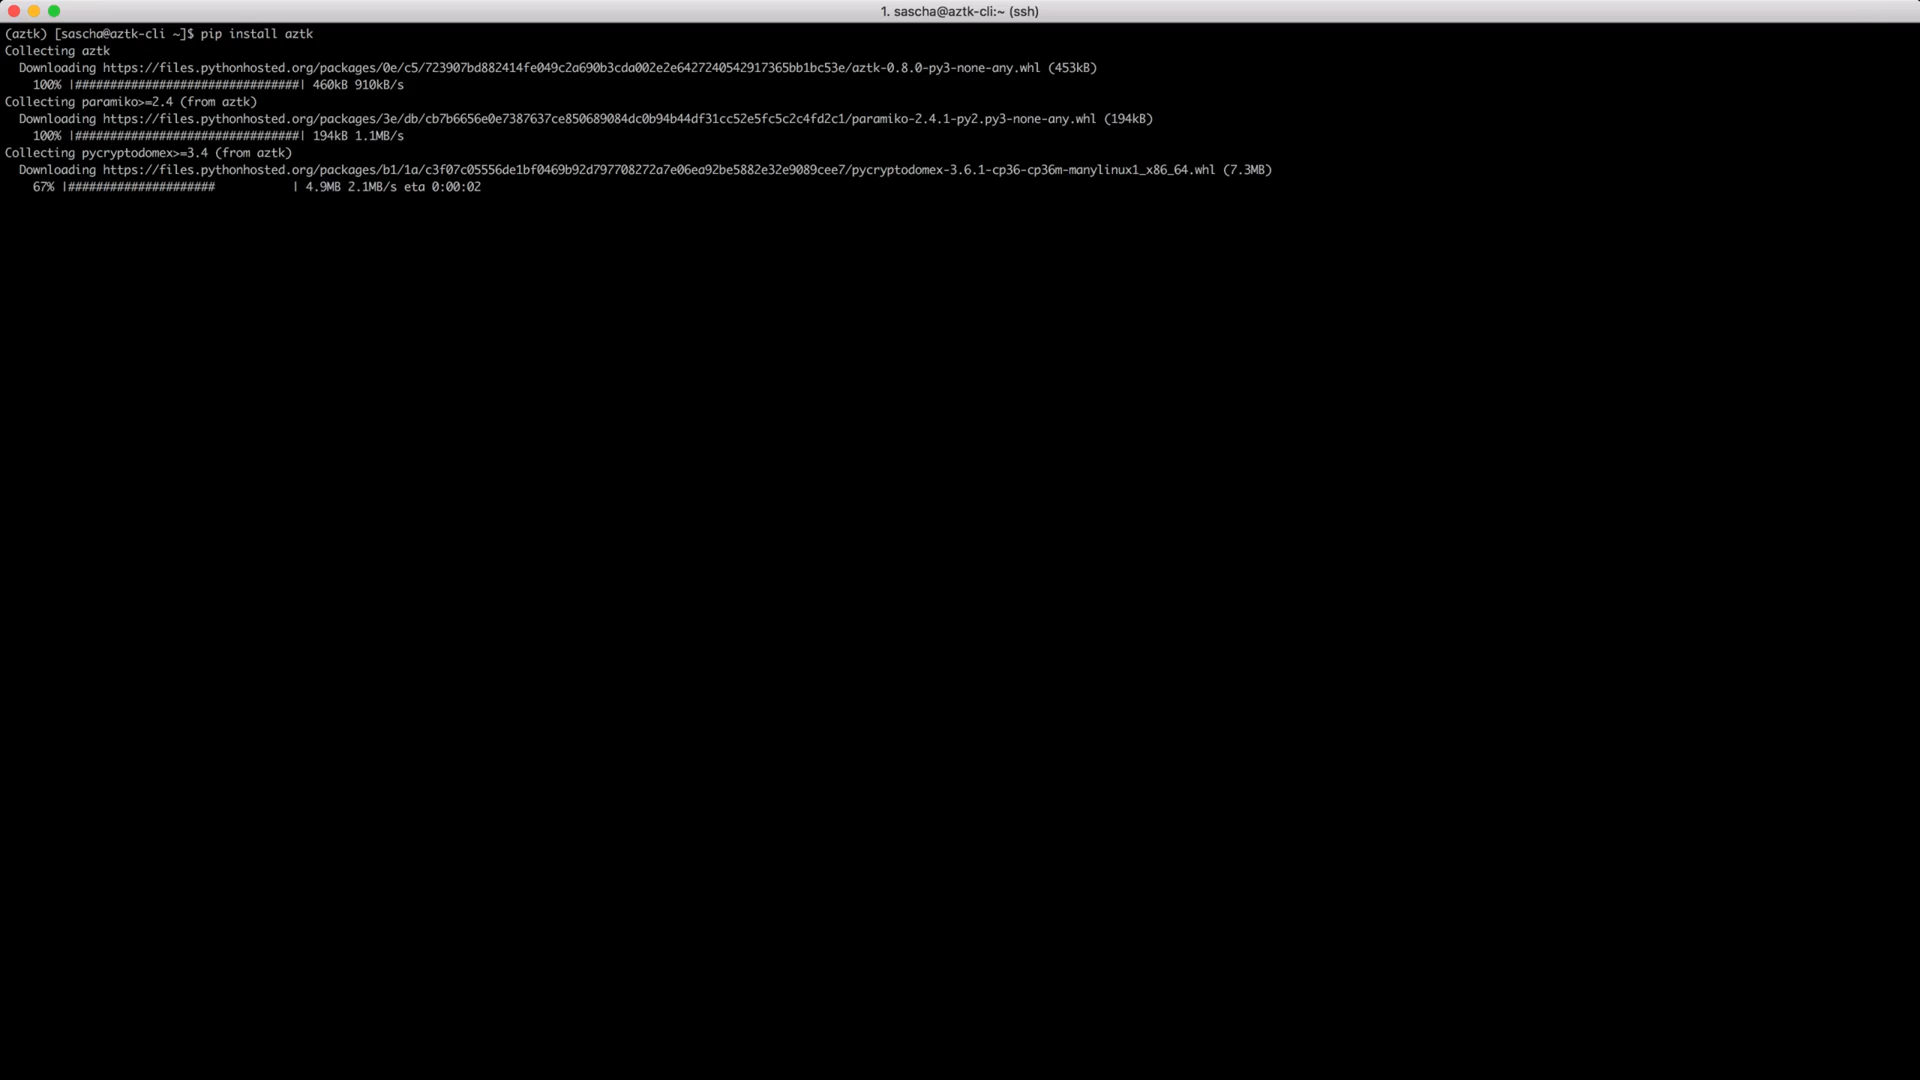 1. sascha@aztk-cli:~ (ssh)
(aztk) [sascha@aztk-cli ~]$ pip install aztk
Collecting aztk
  Downloading https://files.pythonhosted.org/packages/0e/c5/723907bd882414fe049c2a690b3cda002e2e6427240542917365bb1bc53e/aztk-0.8.0-py3-none-any.whl (453kB)
    100% |################################| 460kB 910kB/s
Collecting paramiko>=2.4 (from aztk)
  Downloading https://files.pythonhosted.org/packages/3e/db/cb7b6656e0e7387637ce850689084dc0b94b44df31cc52e5fc5c2c4fd2c1/paramiko-2.4.1-py2.py3-none-any.whl (194kB)
    100% |################################| 194kB 1.1MB/s
Collecting pycryptodomex>=3.4 (from aztk)
  Downloading https://files.pythonhosted.org/packages/b1/1a/c3f07c05556de1bf0469b92d797708272a7e06ea92be5882e32e9089cee7/pycryptodomex-3.6.1-cp36-cp36m-manylinux1_x86_64.whl (7.3MB)
    67% |#####################           | 4.9MB 2.1MB/s eta 0:00:02